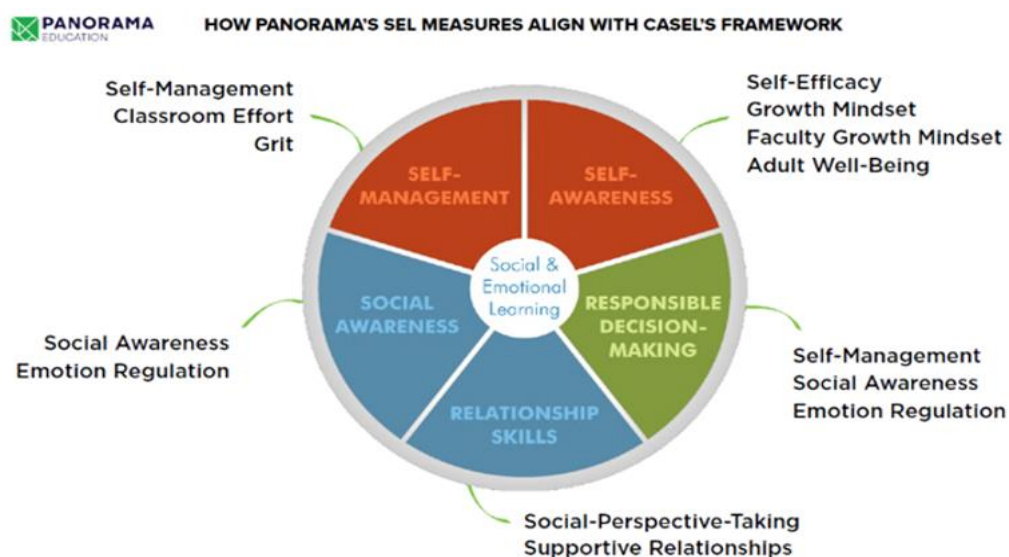 PANORAMA
EDUCATION
HOW PANORAMA'S SEL MEASURES ALIGN WITH CASEL'S FRAMEWORK
Self-Management
Classroom Effort
Grit
Self-Efficacy
Growth Mindset
Faculty Growth Mindset
Adult Well-Being
SELF-
MANAGEMENT
SELF-
AWARENESS
Social &
Emotional
Learning
SOCIAL
AWARENESS
RESPONSIBLE
DECISION-
MAKING
RELATIONSHIP
SKILLS
Social Awareness
Emotion Regulation
Self-Management
Social Awareness
Emotion Regulation
Social-Perspective-Taking
Supportive Relationships